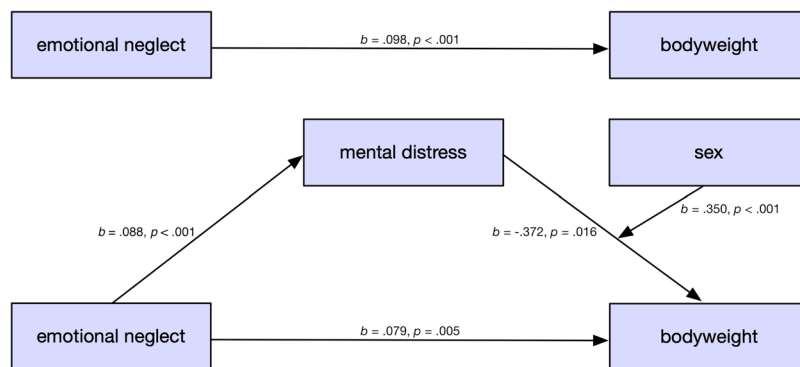 emotional neglect
b = .098, p < .001
bodyweight
mental distress
sex
b = .088, p < .001
b = -.372, p = .016
b = .350, p < .001
emotional neglect
b = .079, p = .005
bodyweight